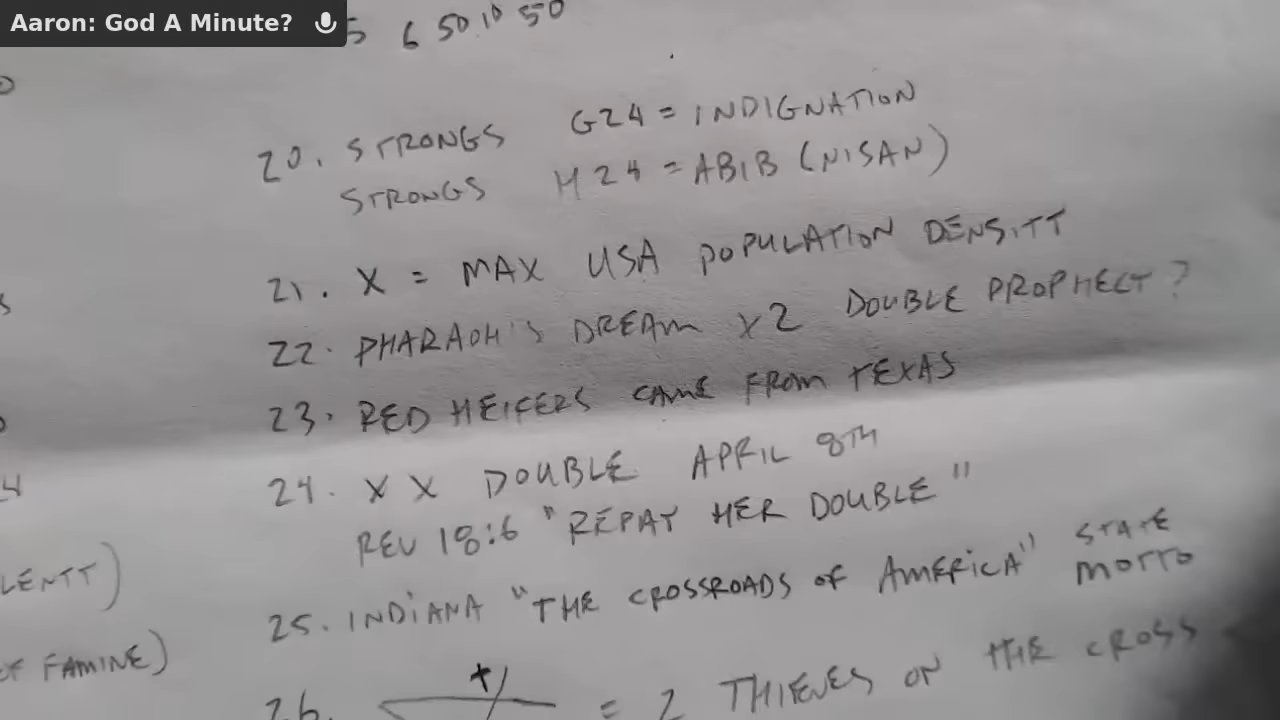 Aaron: God A Minute?
5 6 50 10 50
20. STRONGS G24 = INDIGNATION
STRONGS H24 = ABIB (NISAN)
21. X = MAX USA POPULATION DENSITY
22. PHARAOH'S DREAM X2 DOUBLE PROPHECY?
23. RED HEIFERS CAME FROM TEXAS
24. X X DOUBLE APRIL 8TH
REV 18:6 "REPAY HER DOUBLE"
25. INDIANA "THE CROSSROADS OF AMERICA" STATE MOTTO
FAMINE)
26. = 2 THIEVES ON THE CROSS